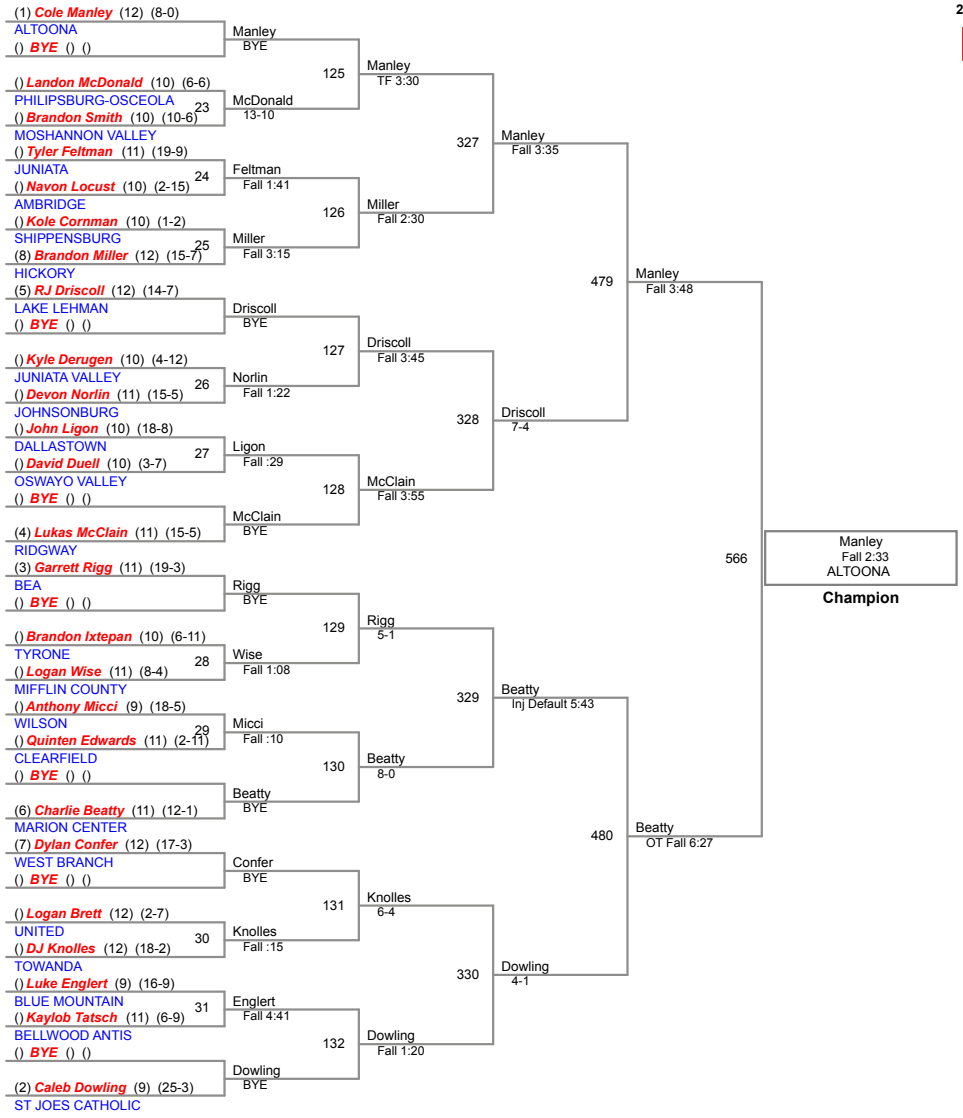 2
(1) Cole Manley (12) (8-0)
ALTOONA
() BYE () ()
() Landon McDonald (10) (6-6)
PHILIPSBURG-OSCEOLA
() Brandon Smith (10) (10-6)
MOSHANNON VALLEY
() Tyler Feltman (11) (19-9)
JUNIATA
() Navon Locust (10) (2-15)
AMBRIDGE
() Kole Cornman (10) (1-2)
SHIPPENSBURG
(8) Brandon Miller (12) (15-7)
HICKORY
(5) RJ Driscoll (12) (14-7)
LAKE LEHMAN
() BYE () ()
() Kyle Derugen (10) (4-12)
JUNIATA VALLEY
() Devon Norlin (11) (15-5)
JOHNSONBURG
() John Ligon (10) (18-8)
DALLASTOWN
() David Duell (10) (3-7)
OSWAYO VALLEY
() BYE () ()
(4) Lukas McClain (11) (15-5)
RIDGWAY
(3) Garrett Rigg (11) (19-3)
BEA
() BYE () ()
() Brandon Ixtepan (10) (6-11)
TYRONE
() Logan Wise (11) (8-4)
MIFFLIN COUNTY
() Anthony Micci (9) (18-5)
WILSON
() Quinten Edwards (11) (2-11)
CLEARFIELD
() BYE () ()
(6) Charlie Beatty (11) (12-1)
MARION CENTER
(7) Dylan Confer (12) (17-3)
WEST BRANCH
() BYE () ()
() Logan Brett (12) (2-7)
UNITED
() DJ Knolles (12) (18-2)
TOWANDA
() Luke Englert (9) (16-9)
BLUE MOUNTAIN
() Kaylob Tatsch (11) (6-9)
BELLWOOD ANTIS
() BYE () ()
(2) Caleb Dowling (9) (25-3)
ST JOES CATHOLIC
23
24
25
26
27
28
29
30
31
Manley
BYE
McDonald
13-10
Feltman
Fall 1:41
Miller
Fall 3:15
Driscoll
BYE
Norlin
Fall 1:22
Ligon
Fall :29
McClain
BYE
Rigg
BYE
Wise
Fall 1:08
Micci
Fall :10
Beatty
BYE
Confer
BYE
Knolles
Fall :15
Englert
Fall 4:41
Dowling
BYE
125
126
127
128
129
130
131
132
Manley
TF 3:30
Miller
Fall 2:30
Driscoll
Fall 3:45
McClain
Fall 3:55
Rigg
5-1
Beatty
8-0
Knolles
6-4
Dowling
Fall 1:20
327
328
329
330
Manley
Fall 3:35
Driscoll
7-4
Beatty
Inj Default 5:43
Dowling
4-1
479
480
Manley
Fall 3:48
Beatty
OT Fall 6:27
566
Manley
Fall 2:33
ALTOONA
Champion